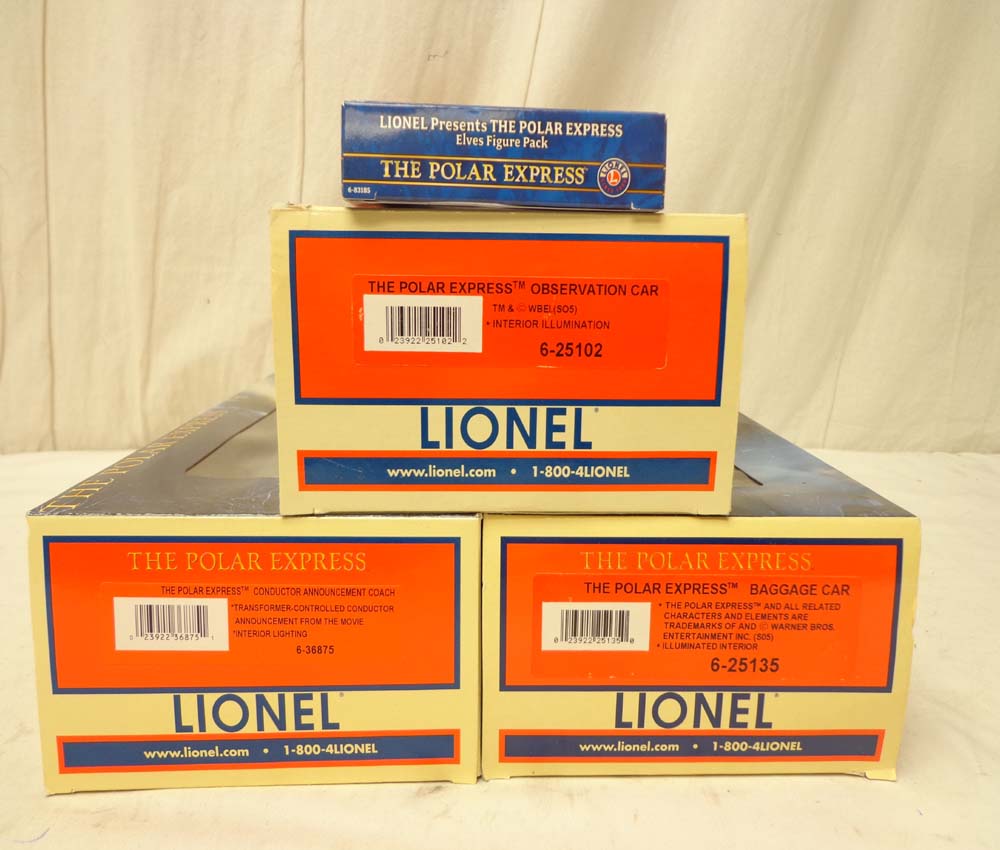 LIONEL Presents THE POLAR EXPRESS
Elves Figure Pack
THE POLAR EXPRESS
LIONEL
L
6-83185
THE POLAR EXPRESS™ OBSERVATION CAR
TM & © WBEI (S05)
• INTERIOR ILLUMINATION
0 23922 25102 2
6-25102
LIONEL®
www.lionel.com • 1-800-4LIONEL
THE POLAR EXPRESS
THE POLAR EXPRESS
THE POLAR EXPRESS™ CONDUCTOR ANNOUNCEMENT COACH
*TRANSFORMER-CONTROLLED CONDUCTOR
ANNOUNCEMENT FROM THE MOVIE
*INTERIOR LIGHTING
0 23922 36875 1
6-36875
LIONEL®
www.lionel.com • 1-800-4LIONEL
THE POLAR EXPRESS
THE POLAR EXPRESS™ BAGGAGE CAR
• THE POLAR EXPRESS™ AND ALL RELATED
CHARACTERS AND ELEMENTS ARE
TRADEMARKS OF AND © WARNER BROS.
ENTERTAINMENT INC. (S05)
• ILLUMINATED INTERIOR
0 23922 25135 0
6-25135
LIONEL®
www.lionel.com • 1-800-4LIONEL